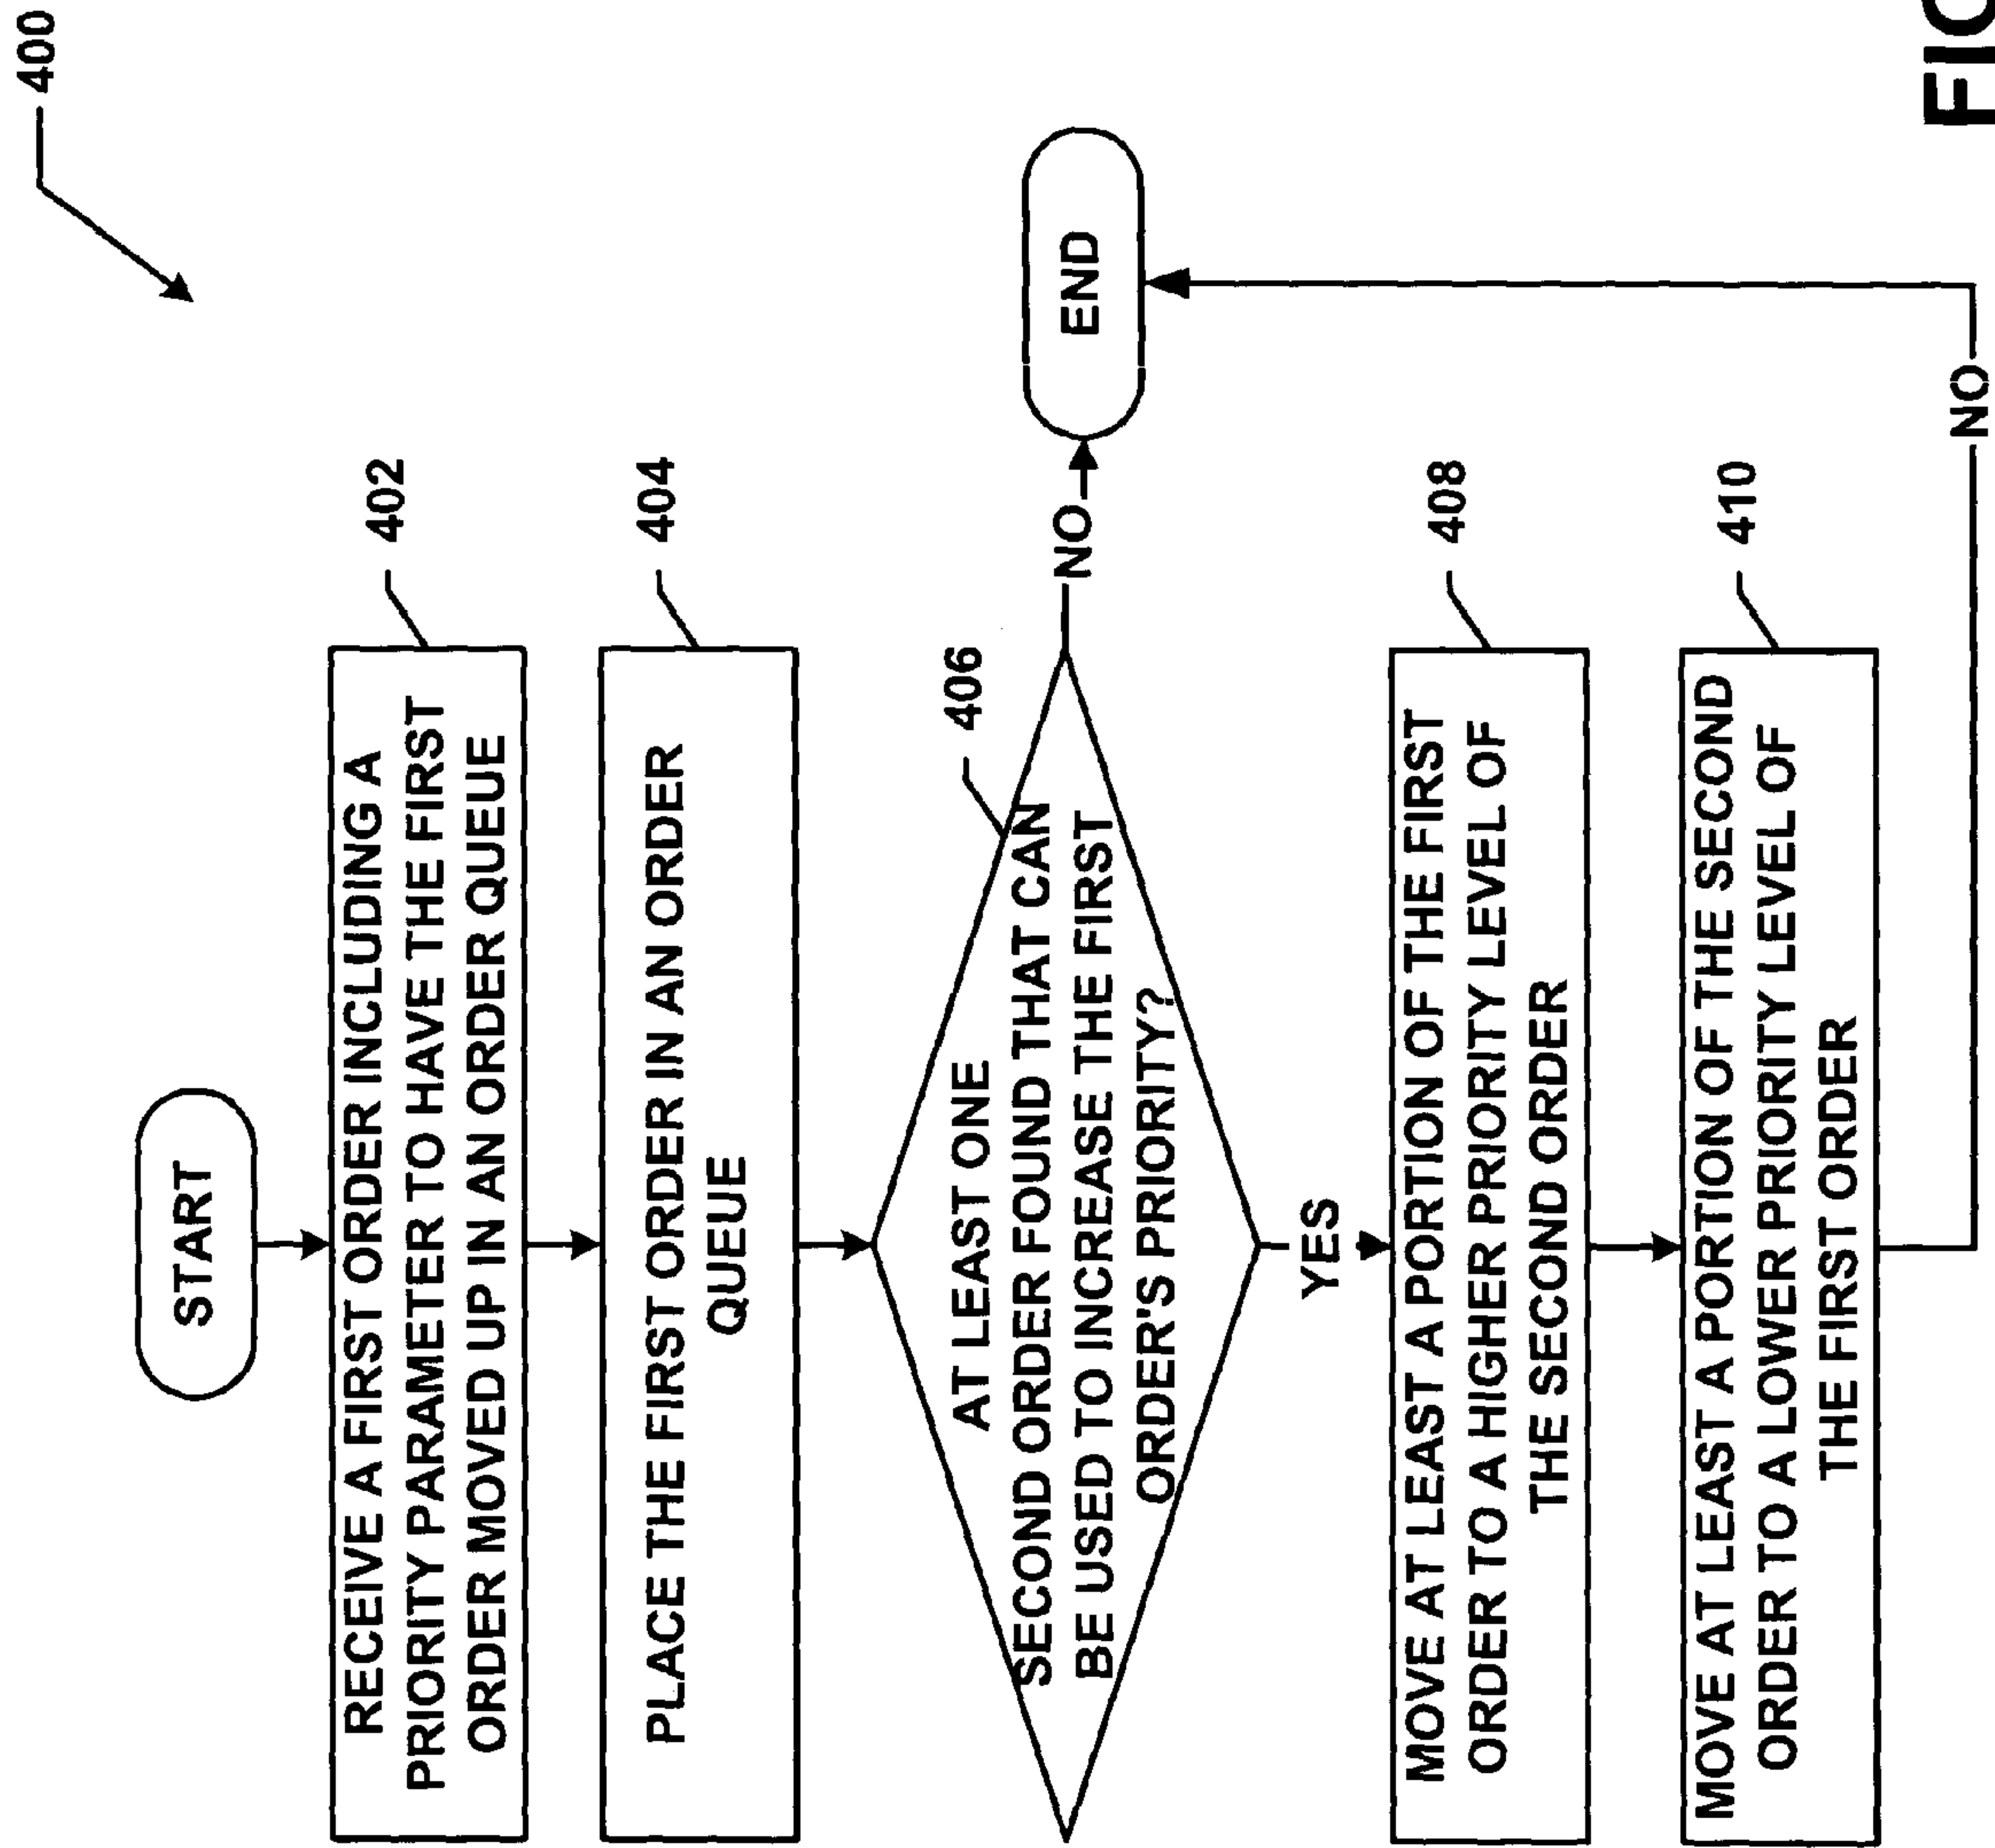 400
START
RECEIVE A FIRST ORDER INCLUDING A
PRIORITY PARAMETER TO HAVE THE FIRST
ORDER MOVED UP IN AN ORDER QUEUE
402
PLACE THE FIRST ORDER IN AN ORDER
QUEUE
404
AT LEAST ONE
SECOND ORDER FOUND THAT CAN
BE USED TO INCREASE THE FIRST
ORDER'S PRIORITY?
406
NO
END
YES
MOVE AT LEAST A PORTION OF THE FIRST
ORDER TO A HIGHER PRIORITY LEVEL OF
THE SECOND ORDER
408
MOVE AT LEAST A PORTION OF THE SECOND
ORDER TO A LOWER PRIORITY LEVEL OF
THE FIRST ORDER
410
NO